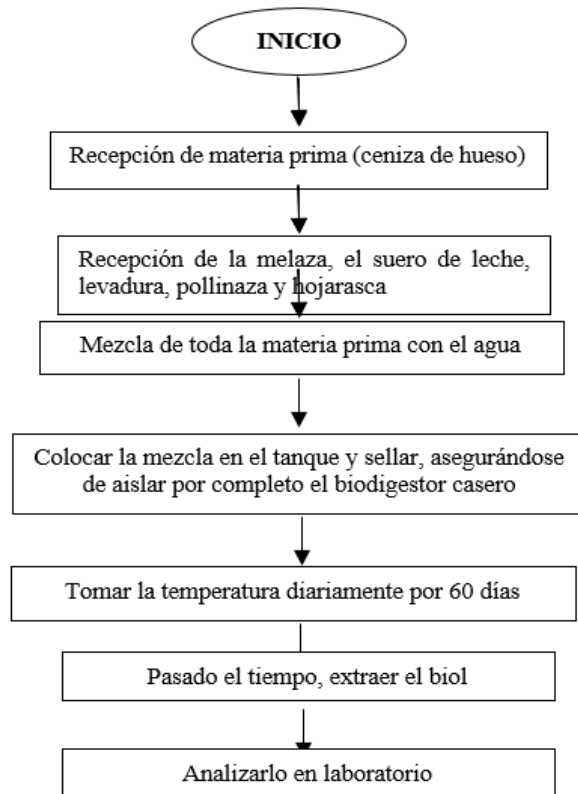 INICIO
Recepción de materia prima (ceniza de hueso)
Recepción de la melaza, el suero de leche,
levadura, pollinaza y hojarasca
Mezcla de toda la materia prima con el agua
Colocar la mezcla en el tanque y sellar, asegurándose
de aislar por completo el biodigestor casero
Tomar la temperatura diariamente por 60 días
Pasado el tiempo, extraer el biol
Analizarlo en laboratorio